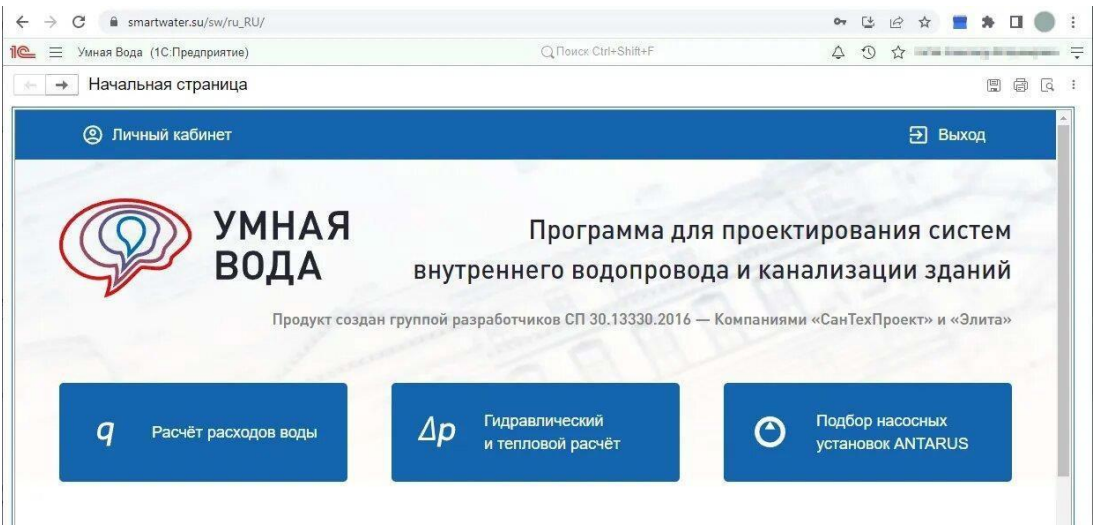 smartwater.su/sw/ru_RU/
Умная Вода (1С:Предприятие)
Поиск Ctrl+Shift+F
Начальная страница
Личный кабинет
Выход
УМНАЯ
ВОДА
Программа для проектирования систем
внутреннего водопровода и канализации зданий
Продукт создан группой разработчиков СП 30.13330.2016 — Компаниями «СанТехПроект» и «Элита»
q
Расчёт расходов воды
Δp
Гидравлический
и тепловой расчёт
Подбор насосных
установок ANTARUS